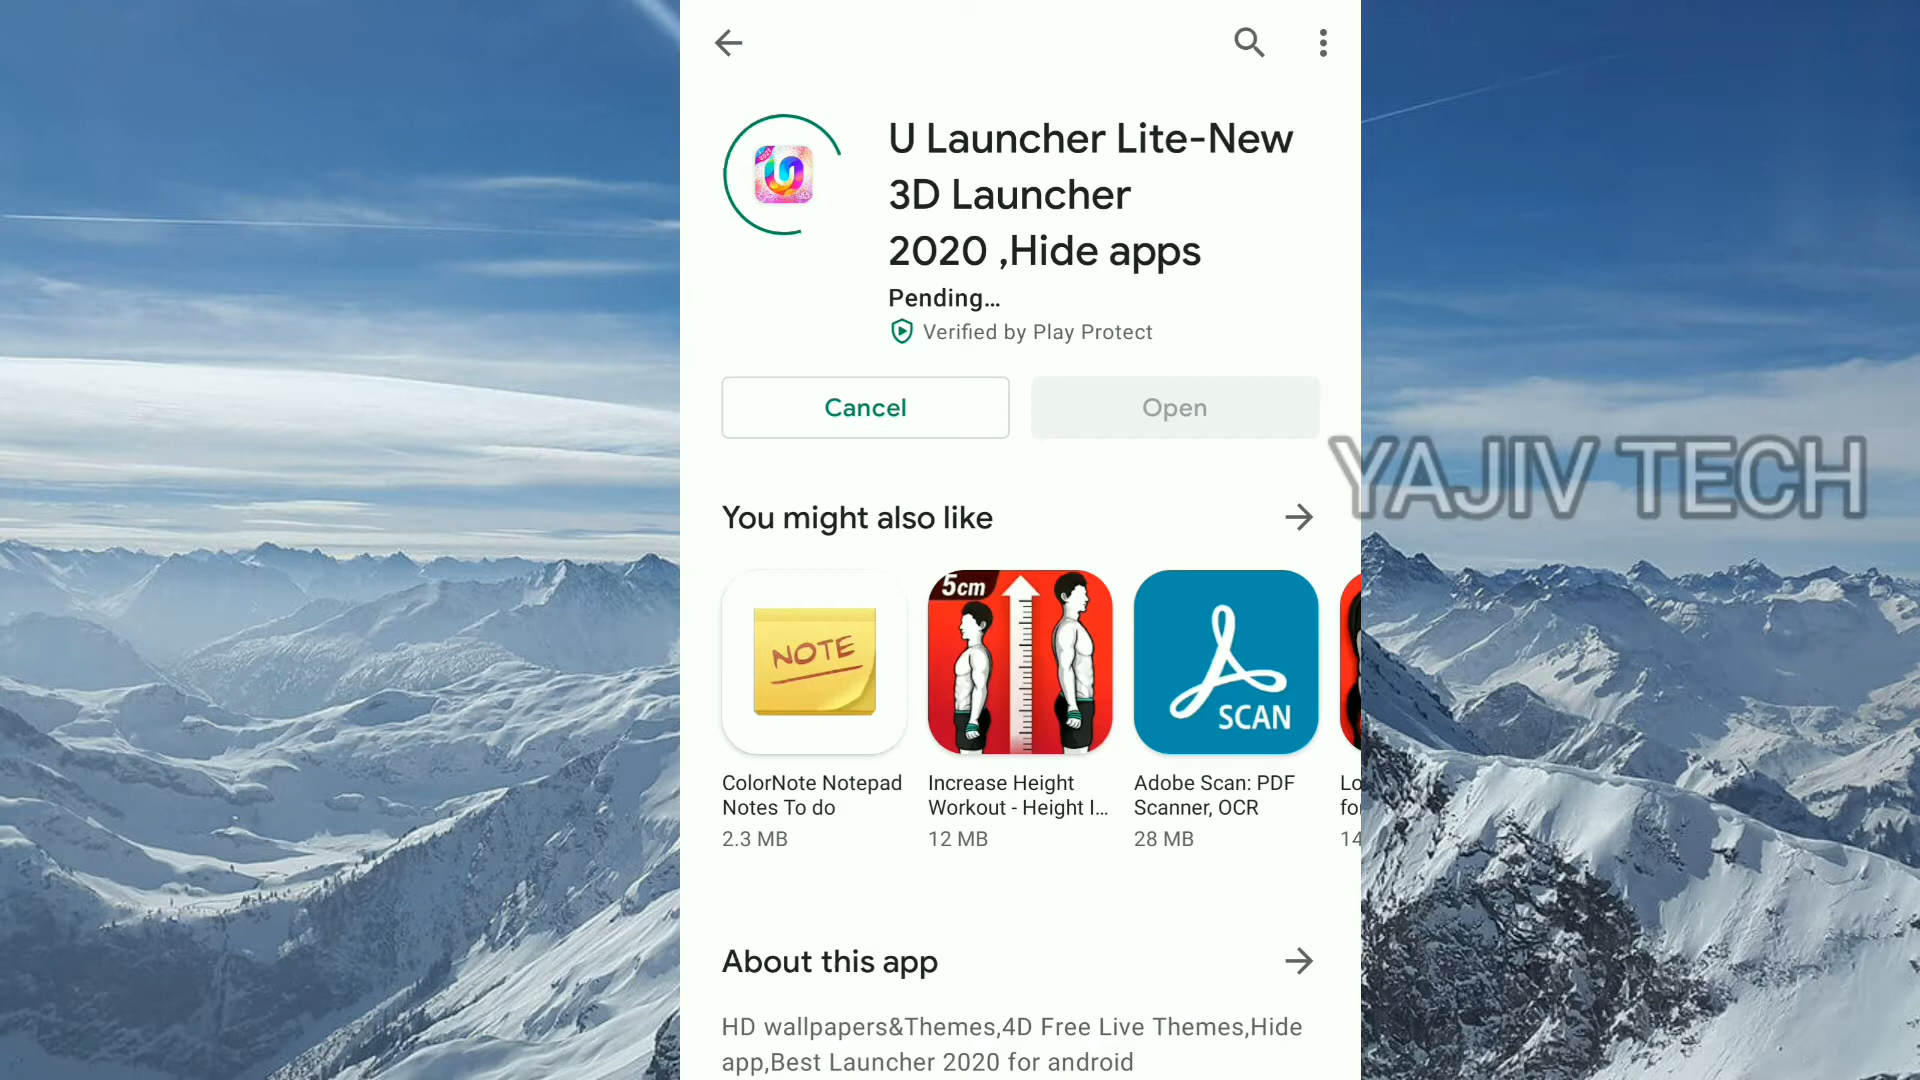 U Launcher Lite-New
3D Launcher
2020 ,Hide apps
Pending...
Verified by Play Protect
Cancel
Open
YAJIV TECH
You might also like
NOTE
5cm
SCAN
ColorNote Notepad
Notes To do
2.3 MB
Increase Height
Workout - Height I...
12 MB
Adobe Scan: PDF
Scanner, OCR
28 MB
Lo
fo
14
About this app
HD wallpapers&Themes,4D Free Live Themes,Hide
app,Best Launcher 2020 for android